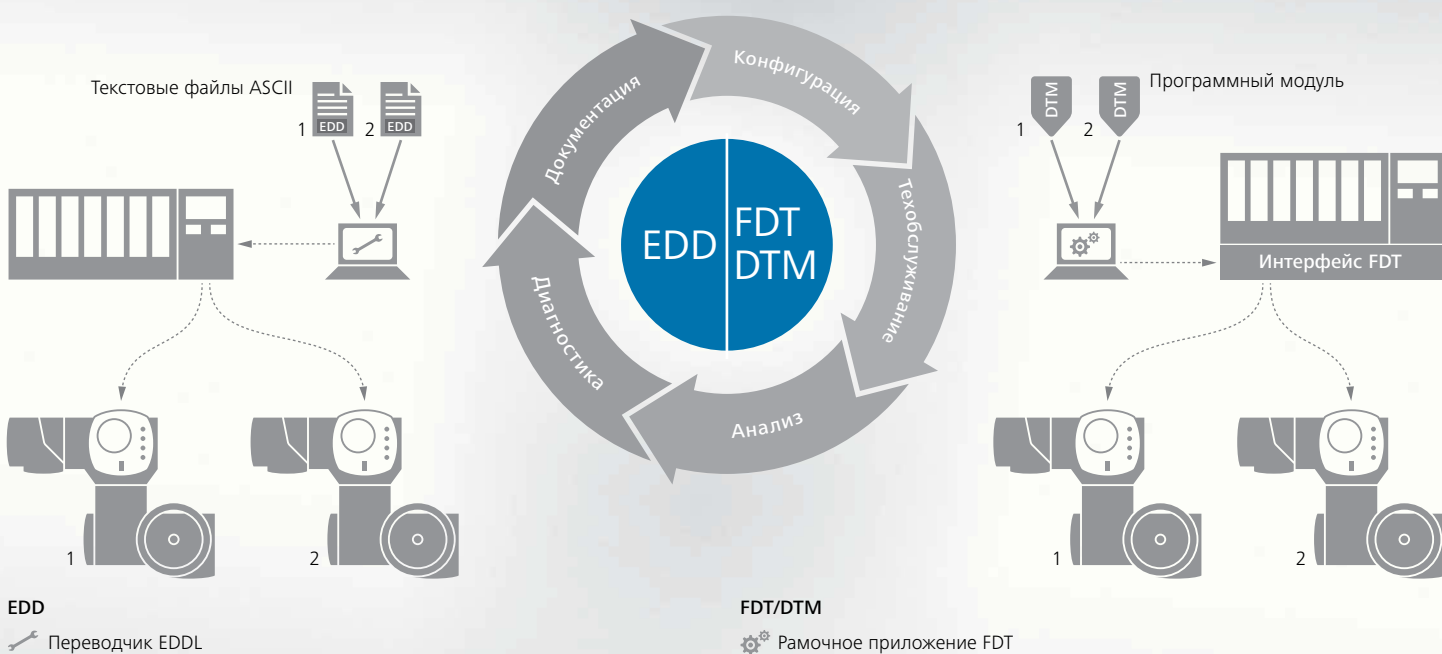 Текстовые файлы ASCII
1 EDD 2 EDD
Документация
Конфигурация
Техобслуживание
Анализ
Диагностика
EDD
FDT
DTM
Программный модуль
1 DTM 2 DTM
Интерфейс FDT
1
2
1
2
EDD
Переводчик EDDL
FDT/DTM
Рамочное приложение FDT